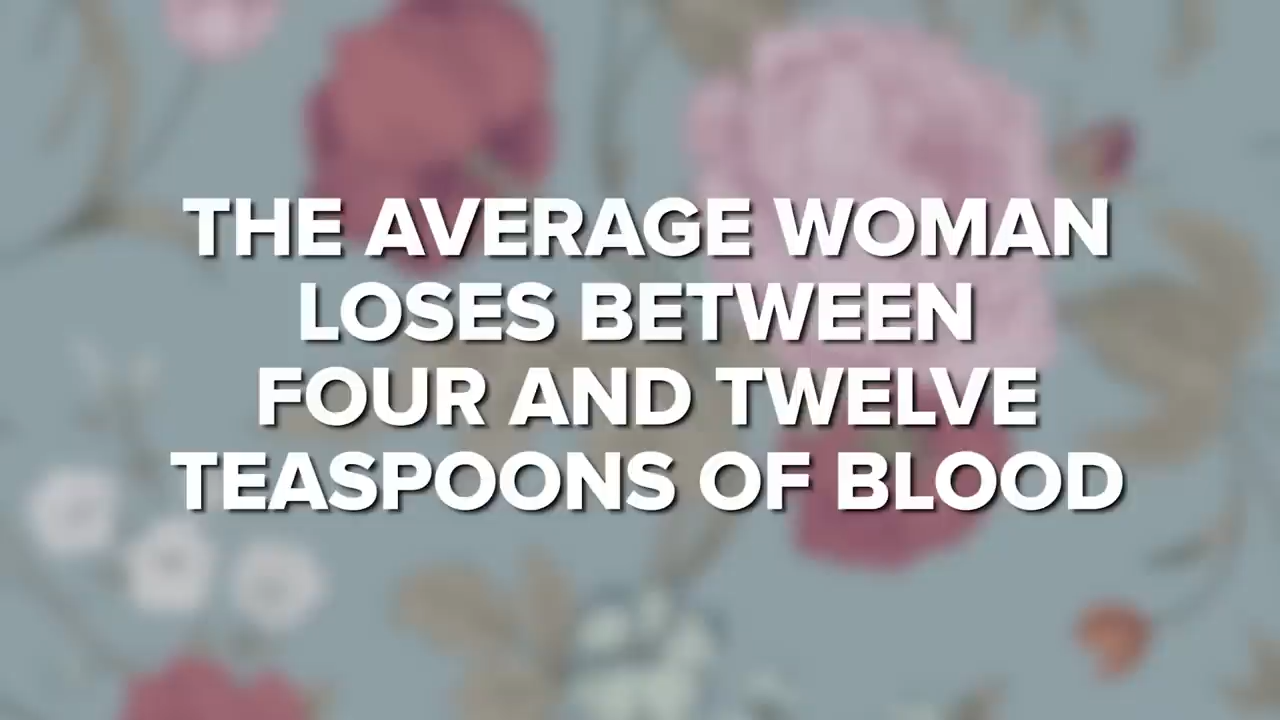 THE AVERAGE WOMAN
LOSES BETWEEN
FOUR AND TWELVE
TEASPOONS OF BLOOD